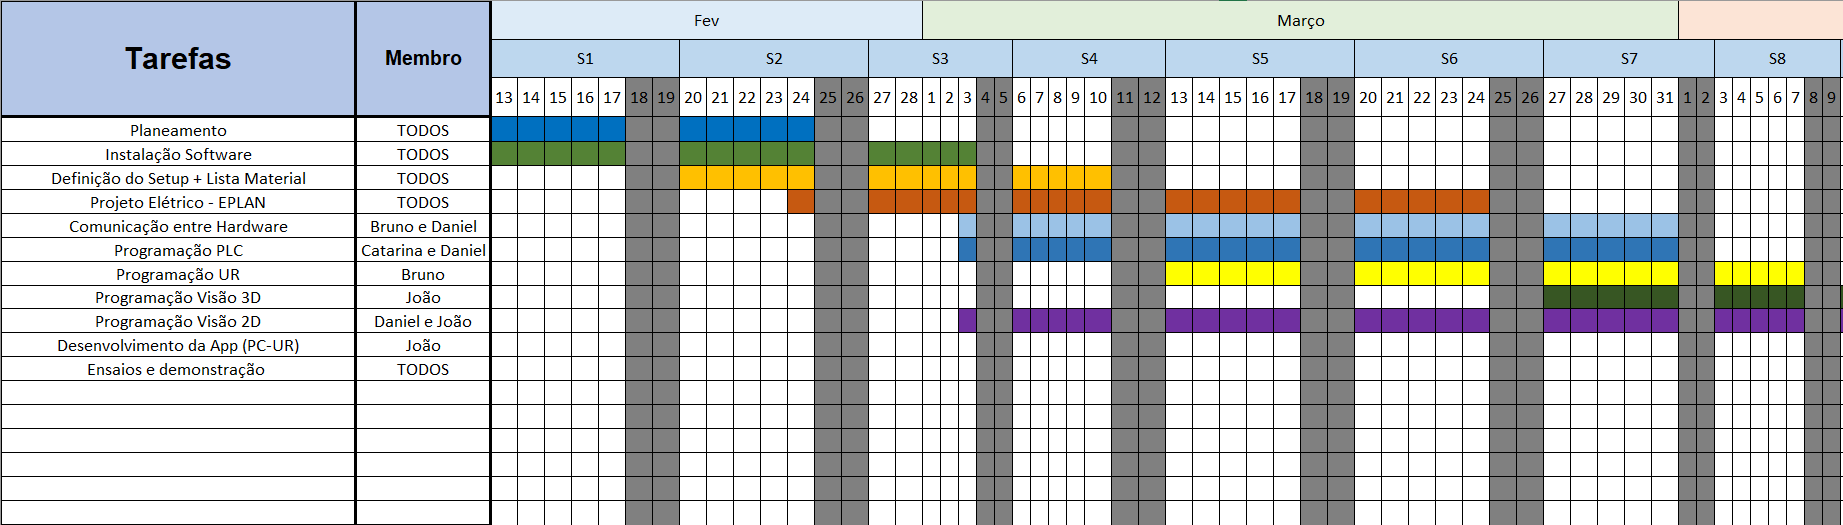 Tarefas Membro Fev Março
S1 S2 S3 S4 S5 S6 S7 S8
13 14 15 16 17 18 19 20 21 22 23 24 25 26 27 28 1 2 3 4 5 6 7 8 9 10 11 12 13 14 15 16 17 18 19 20 21 22 23 24 25 26 27 28 29 30 31 1 2 3 4 5 6 7 8 9
Planeamento TODOS
Instalação Software TODOS
Definição do Setup + Lista Material TODOS
Projeto Elétrico - EPLAN TODOS
Comunicação entre Hardware Bruno e Daniel
Programação PLC Catarina e Daniel
Programação UR Bruno
Programação Visão 3D João
Programação Visão 2D Daniel e João
Desenvolvimento da App (PC-UR) João
Ensaios e demonstração TODOS